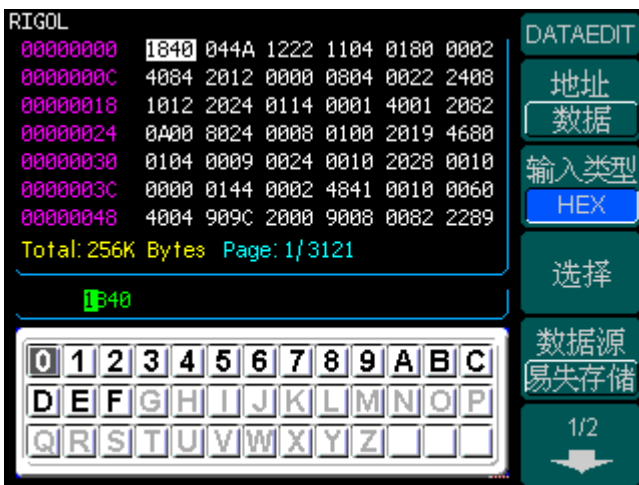 RIGOL
00000000 1840 044A 1222 1104 0180 0002
0000000C 4084 2012 0000 0804 0022 2408
00000018 1012 2024 0114 0001 4001 2082
00000024 0A00 8024 0008 0100 2019 4680
00000030 0104 0009 0024 0010 2028 0010
0000003C 0000 0144 0002 4841 0010 0060
00000048 4004 909C 2000 9008 0082 2289
Total:256K Bytes Page:1/3121
1840
0 1 2 3 4 5 6 7 8 9 A B C
D E F G H I J K L M N O P
Q R S T U V W X Y Z
DATAEDIT
地址
数据
输入类型
HEX
选择
数据源
易失存储
1/2